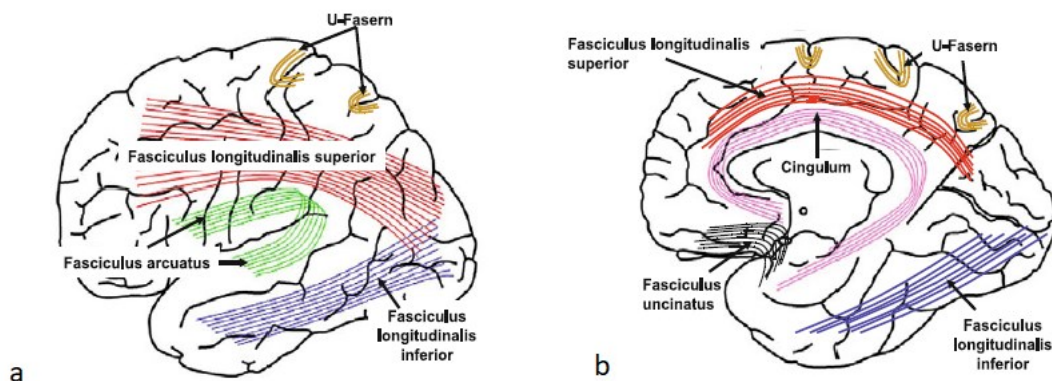 U-Fasern
Fasciculus longitudinalis superior
Fasciculus arcuatus
Fasciculus
longitudinalis
inferior
a
Fasciculus longitudinalis
superior
U-Fasern
Cingulum
Fasciculus
uncinatus
Fasciculus
longitudinalis
inferior
b